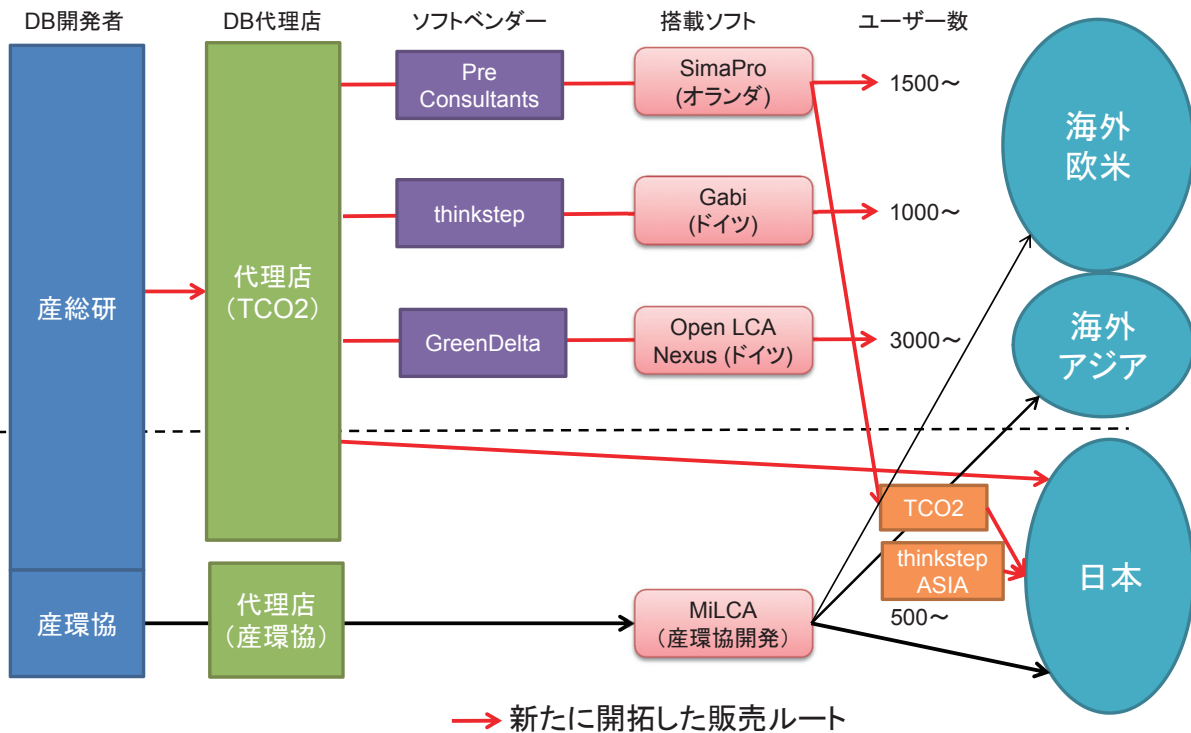 DB開発者
DB代理店
ソフトベンダー
搭載ソフト
ユーザー数
産総研
産環協
代理店
(TCO2)
代理店
(産環協)
Pre
Consultants
SimaPro
(オランダ)
1500～
thinkstep
Gabi
(ドイツ)
1000～
GreenDelta
Open LCA
Nexus (ドイツ)
3000～
海外
欧米
海外
アジア
TCO2
thinkstep
ASIA
500～
日本
MiLCA
(産環協開発)
新たに開拓した販売ルート